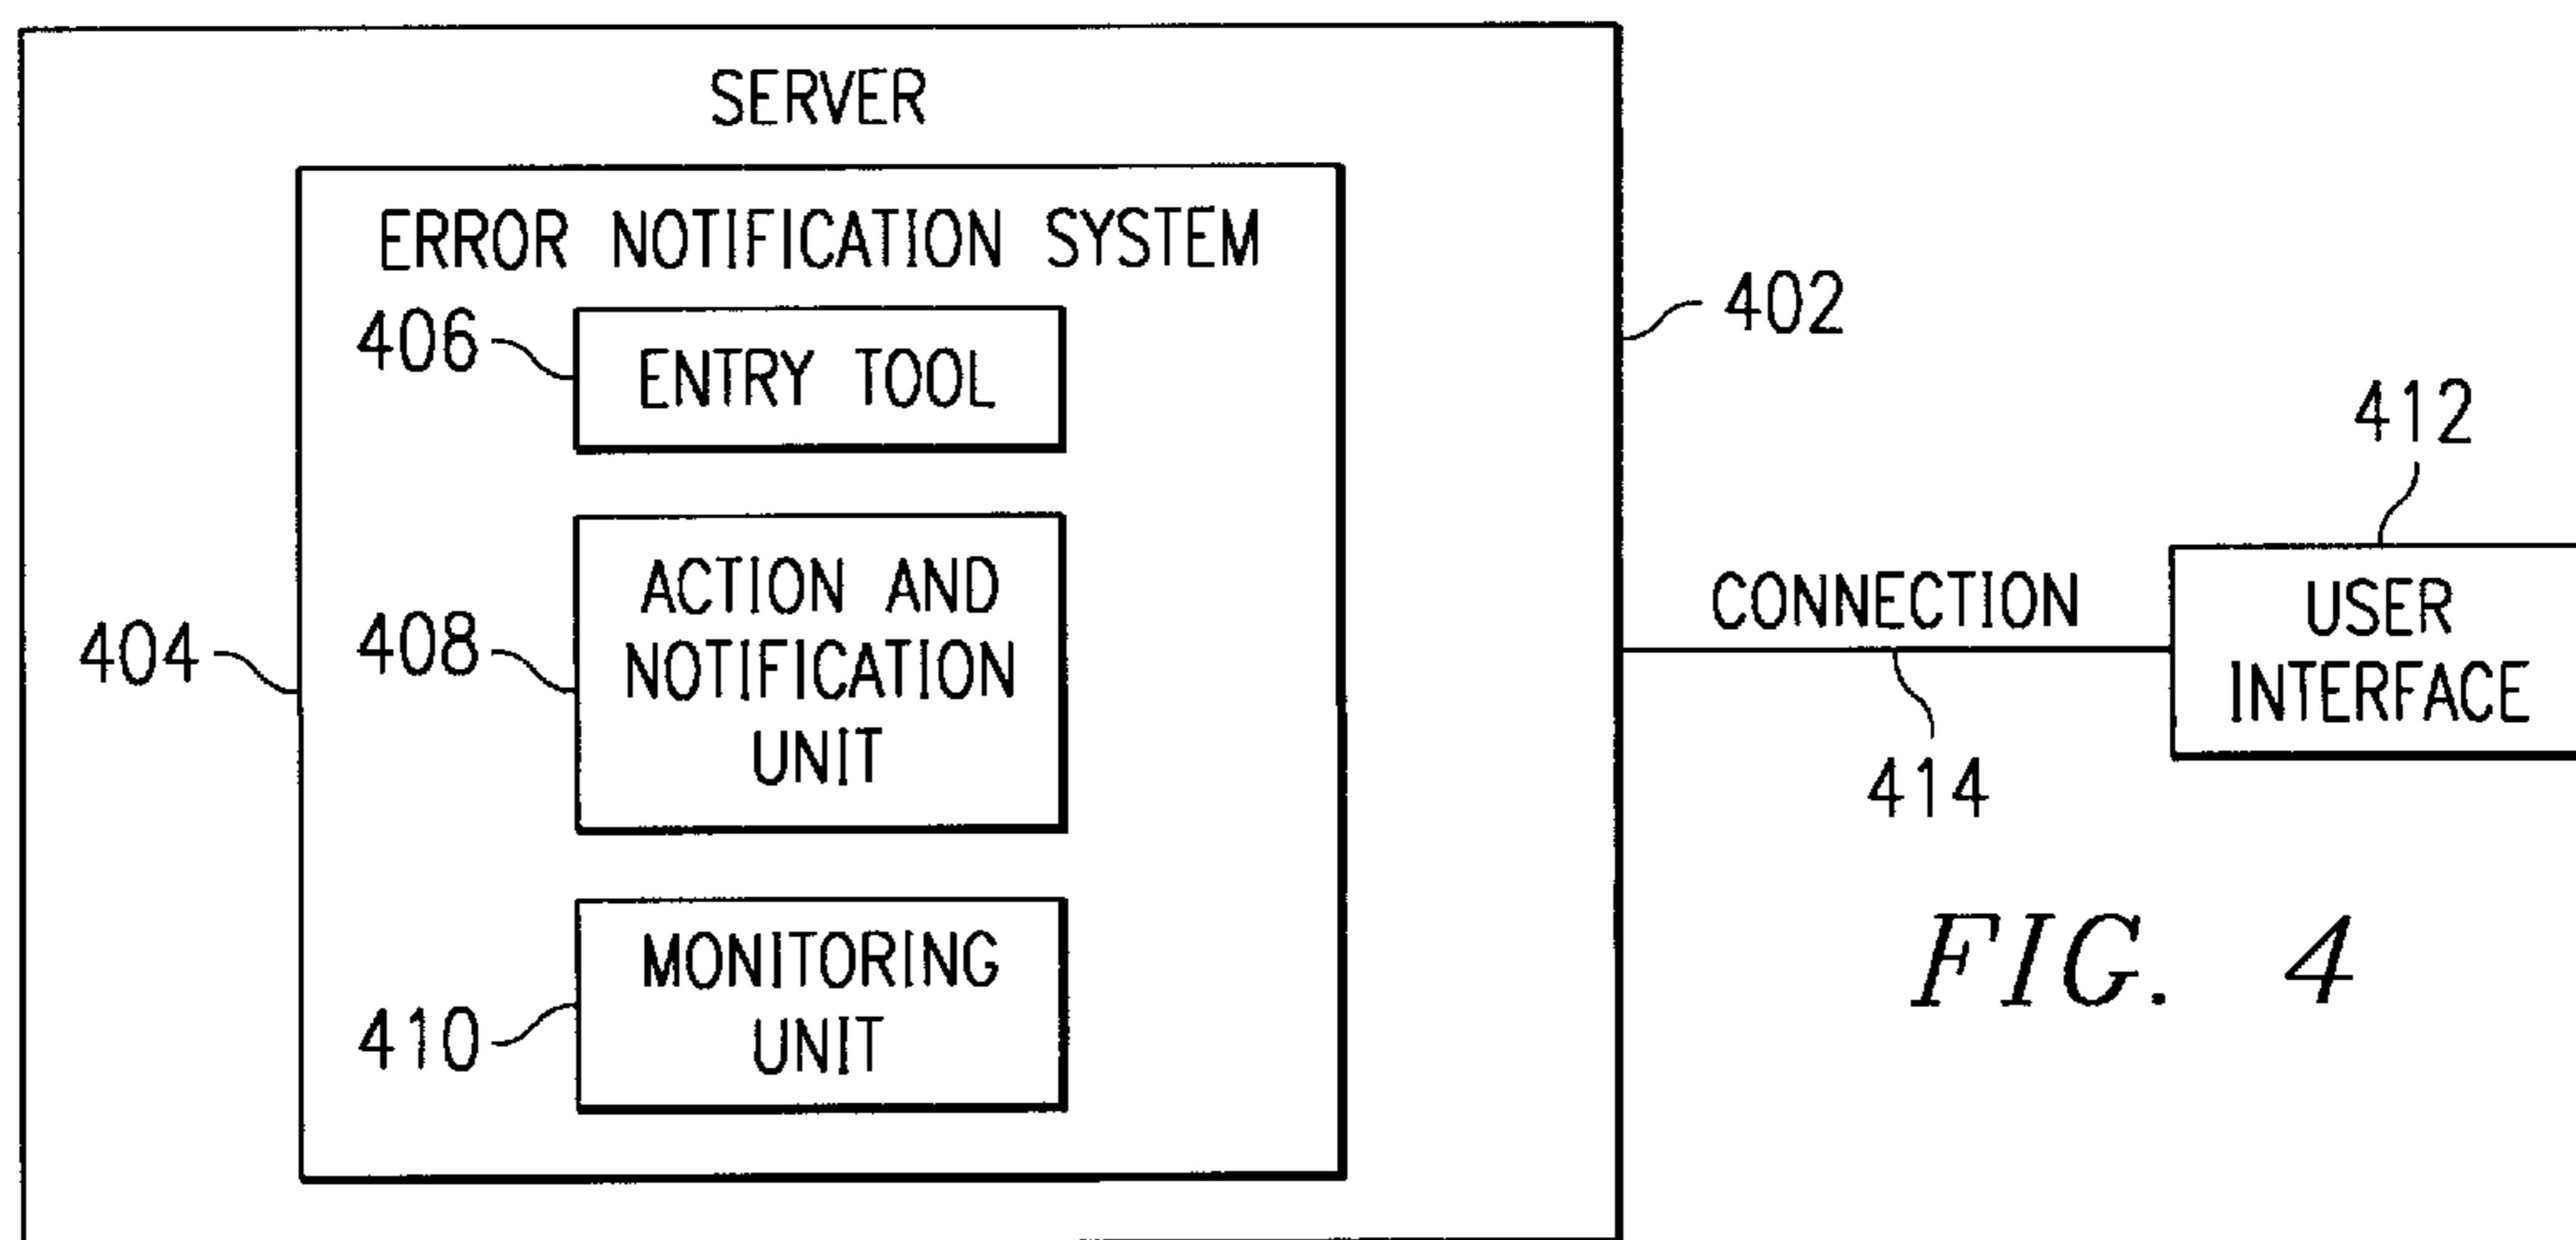 SERVER
ERROR NOTIFICATION SYSTEM
406
ENTRY TOOL
402
412
404
408
ACTION AND
NOTIFICATION
UNIT
CONNECTION
414
USER
INTERFACE
410
MONITORING
UNIT
FIG. 4